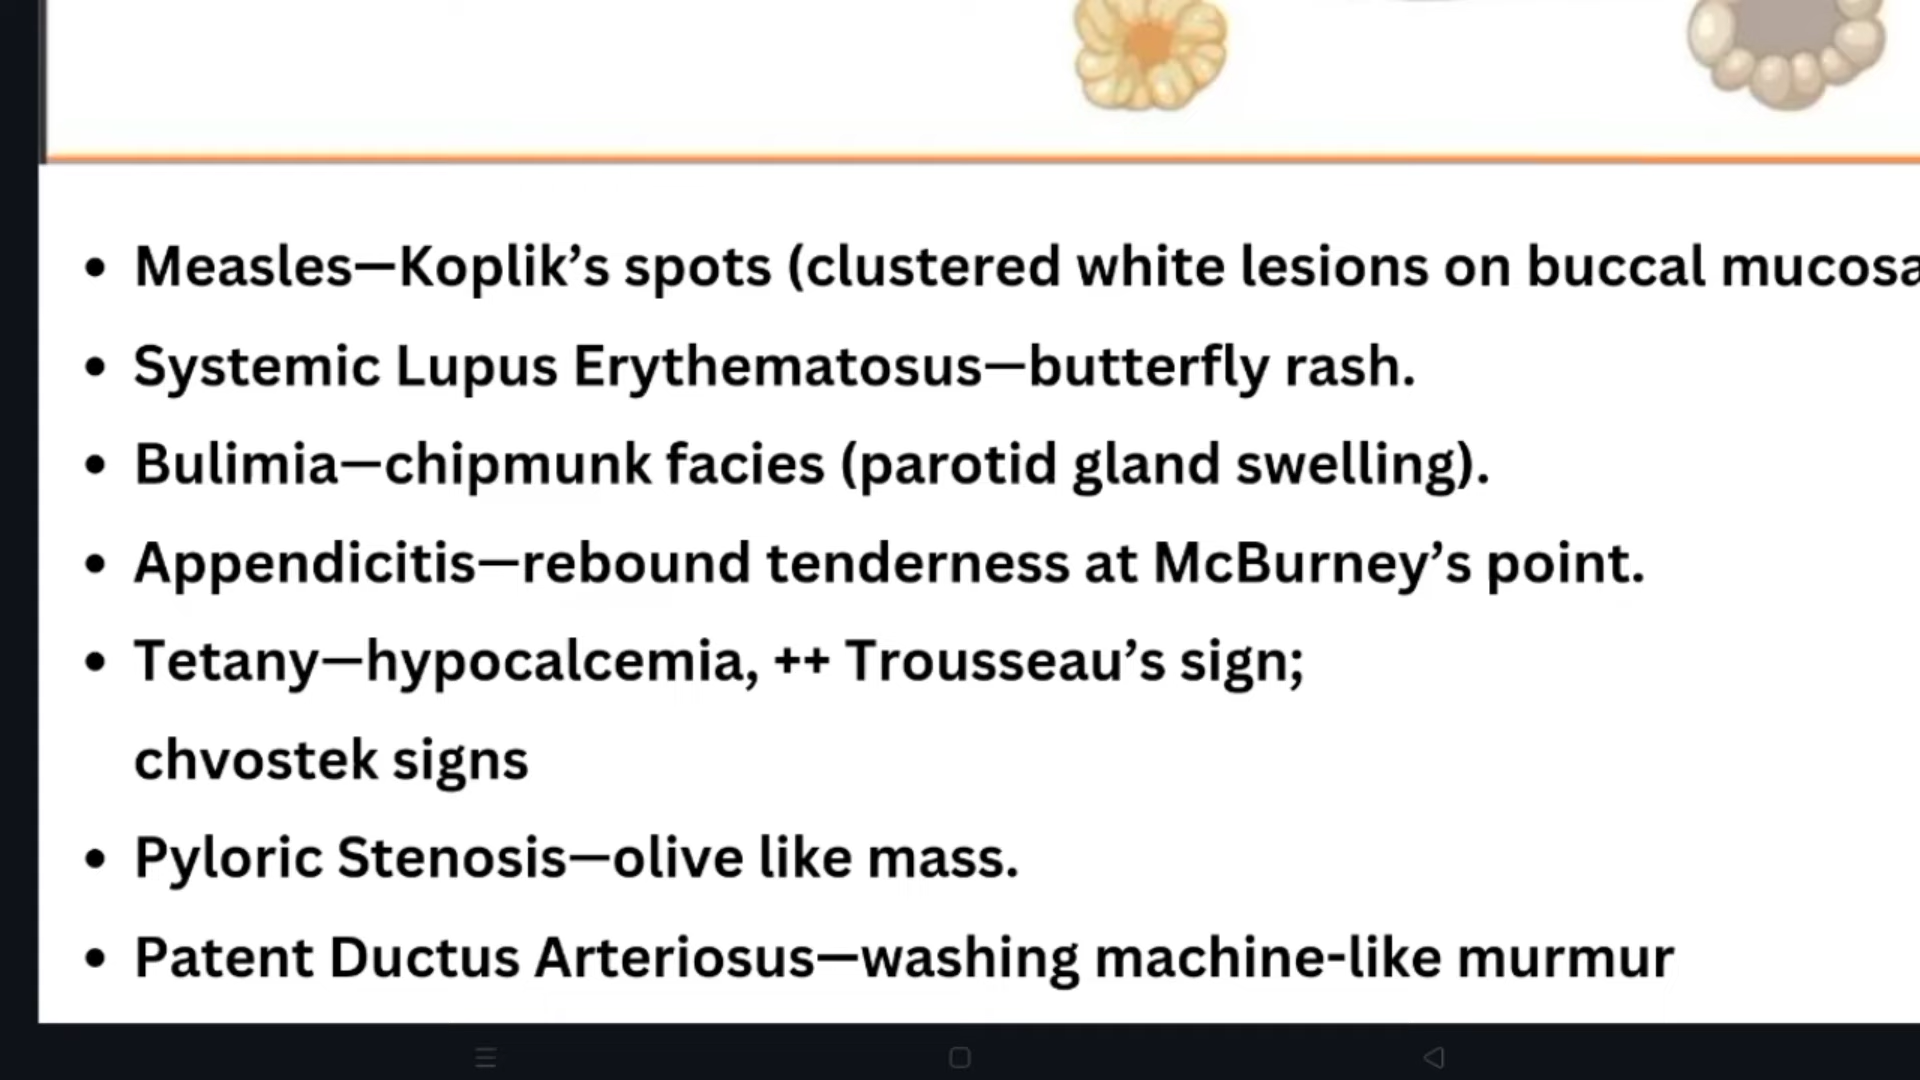 • Measles—Koplik’s spots (clustered white lesions on buccal mucosa
• Systemic Lupus Erythematosus—butterfly rash.
• Bulimia—chipmunk facies (parotid gland swelling).
• Appendicitis—rebound tenderness at McBurney’s point.
• Tetany—hypocalcemia, ++ Trousseau’s sign;
chvostek signs
• Pyloric Stenosis—olive like mass.
• Patent Ductus Arteriosus—washing machine-like murmur